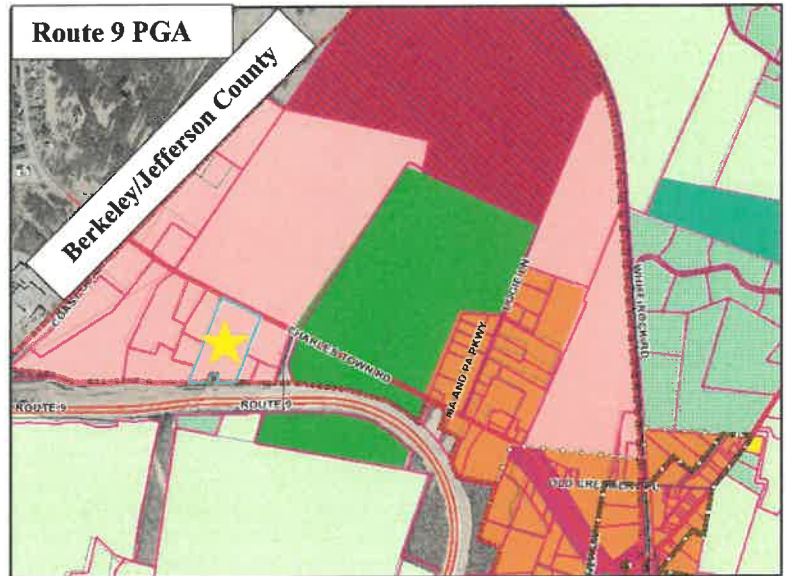 Route 9 PGA
Berkeley/Jefferson County
CHARLES TOWN RD
MA AND PA PKWY
WHITE ROCK RD
ROUTE 9
ROUTE 9